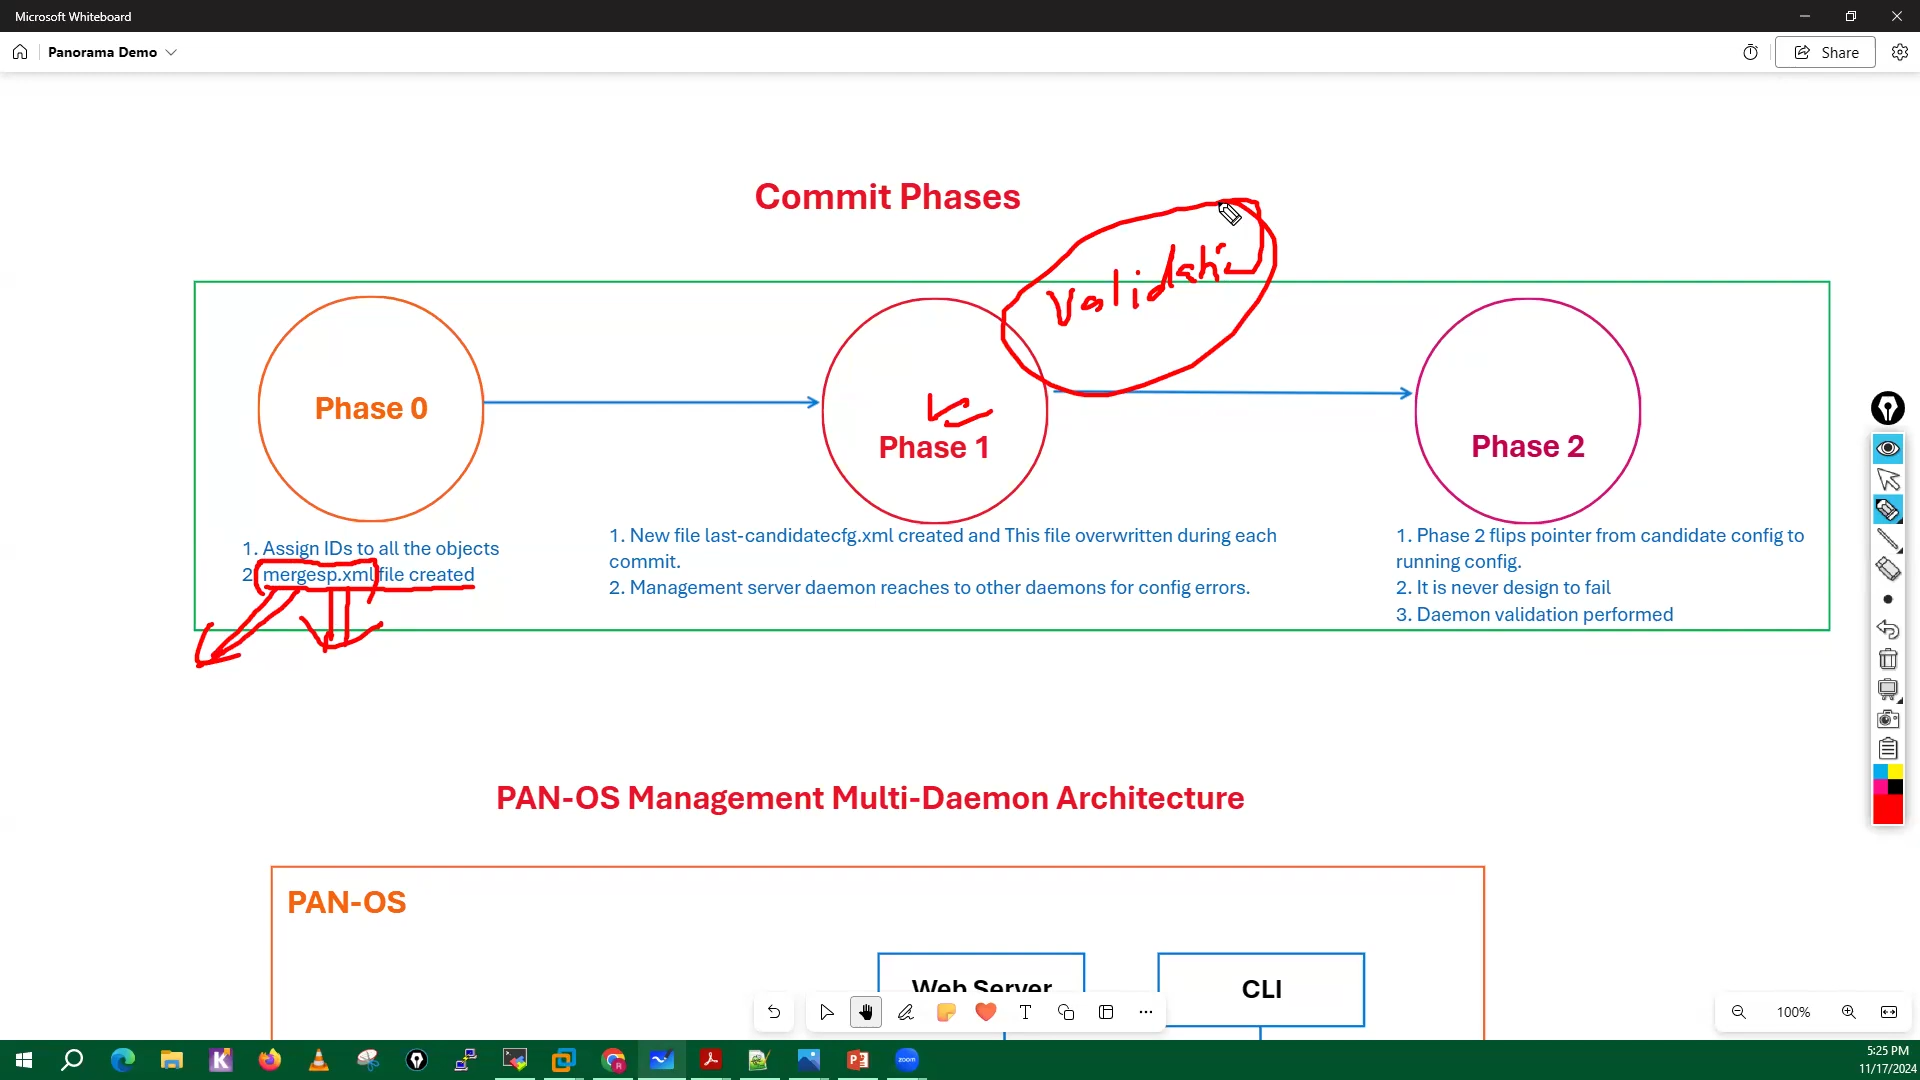 Microsoft Whiteboard
Panorama Demo
Share
Commit Phases
Validatio
Phase 0
Phase 1
Phase 2
1. Assign IDs to all the objects
2. mergesp.xml file created
1. New file last-candidatecfg.xml created and This file overwritten during each
commit.
2. Management server daemon reaches to other daemons for config errors.
1. Phase 2 flips pointer from candidate config to
running config.
2. It is never design to fail
3. Daemon validation performed
PAN-OS Management Multi-Daemon Architecture
PAN-OS
Web Server
CLI
100%
5:25 PM
11/17/2024